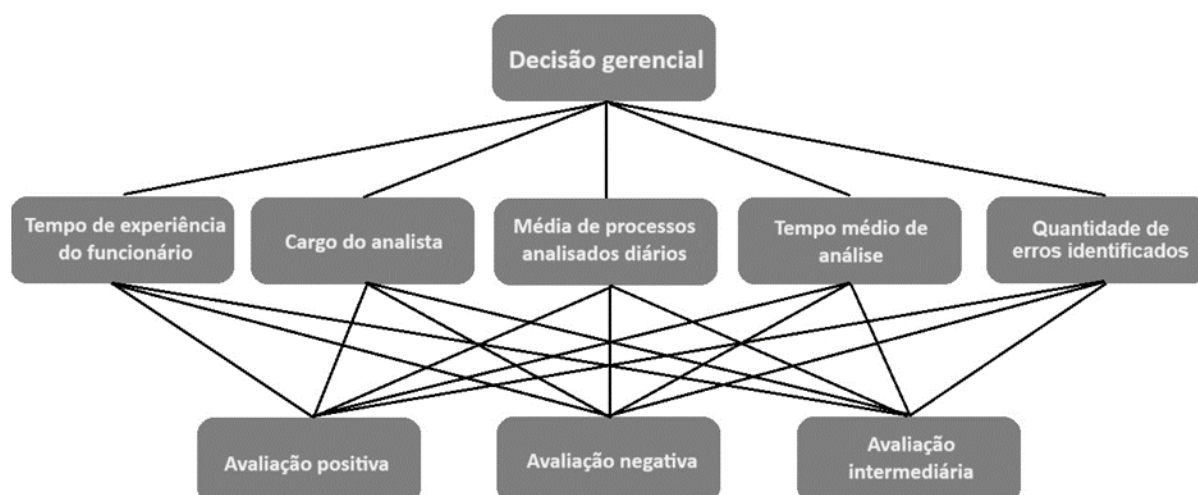 Decisão gerencial
Tempo de experiência
do funcionário
Cargo do analista
Média de processos
analisados diários
Tempo médio de
análise
Quantidade de
erros identificados
Avaliação positiva
Avaliação negativa
Avaliação
intermediária